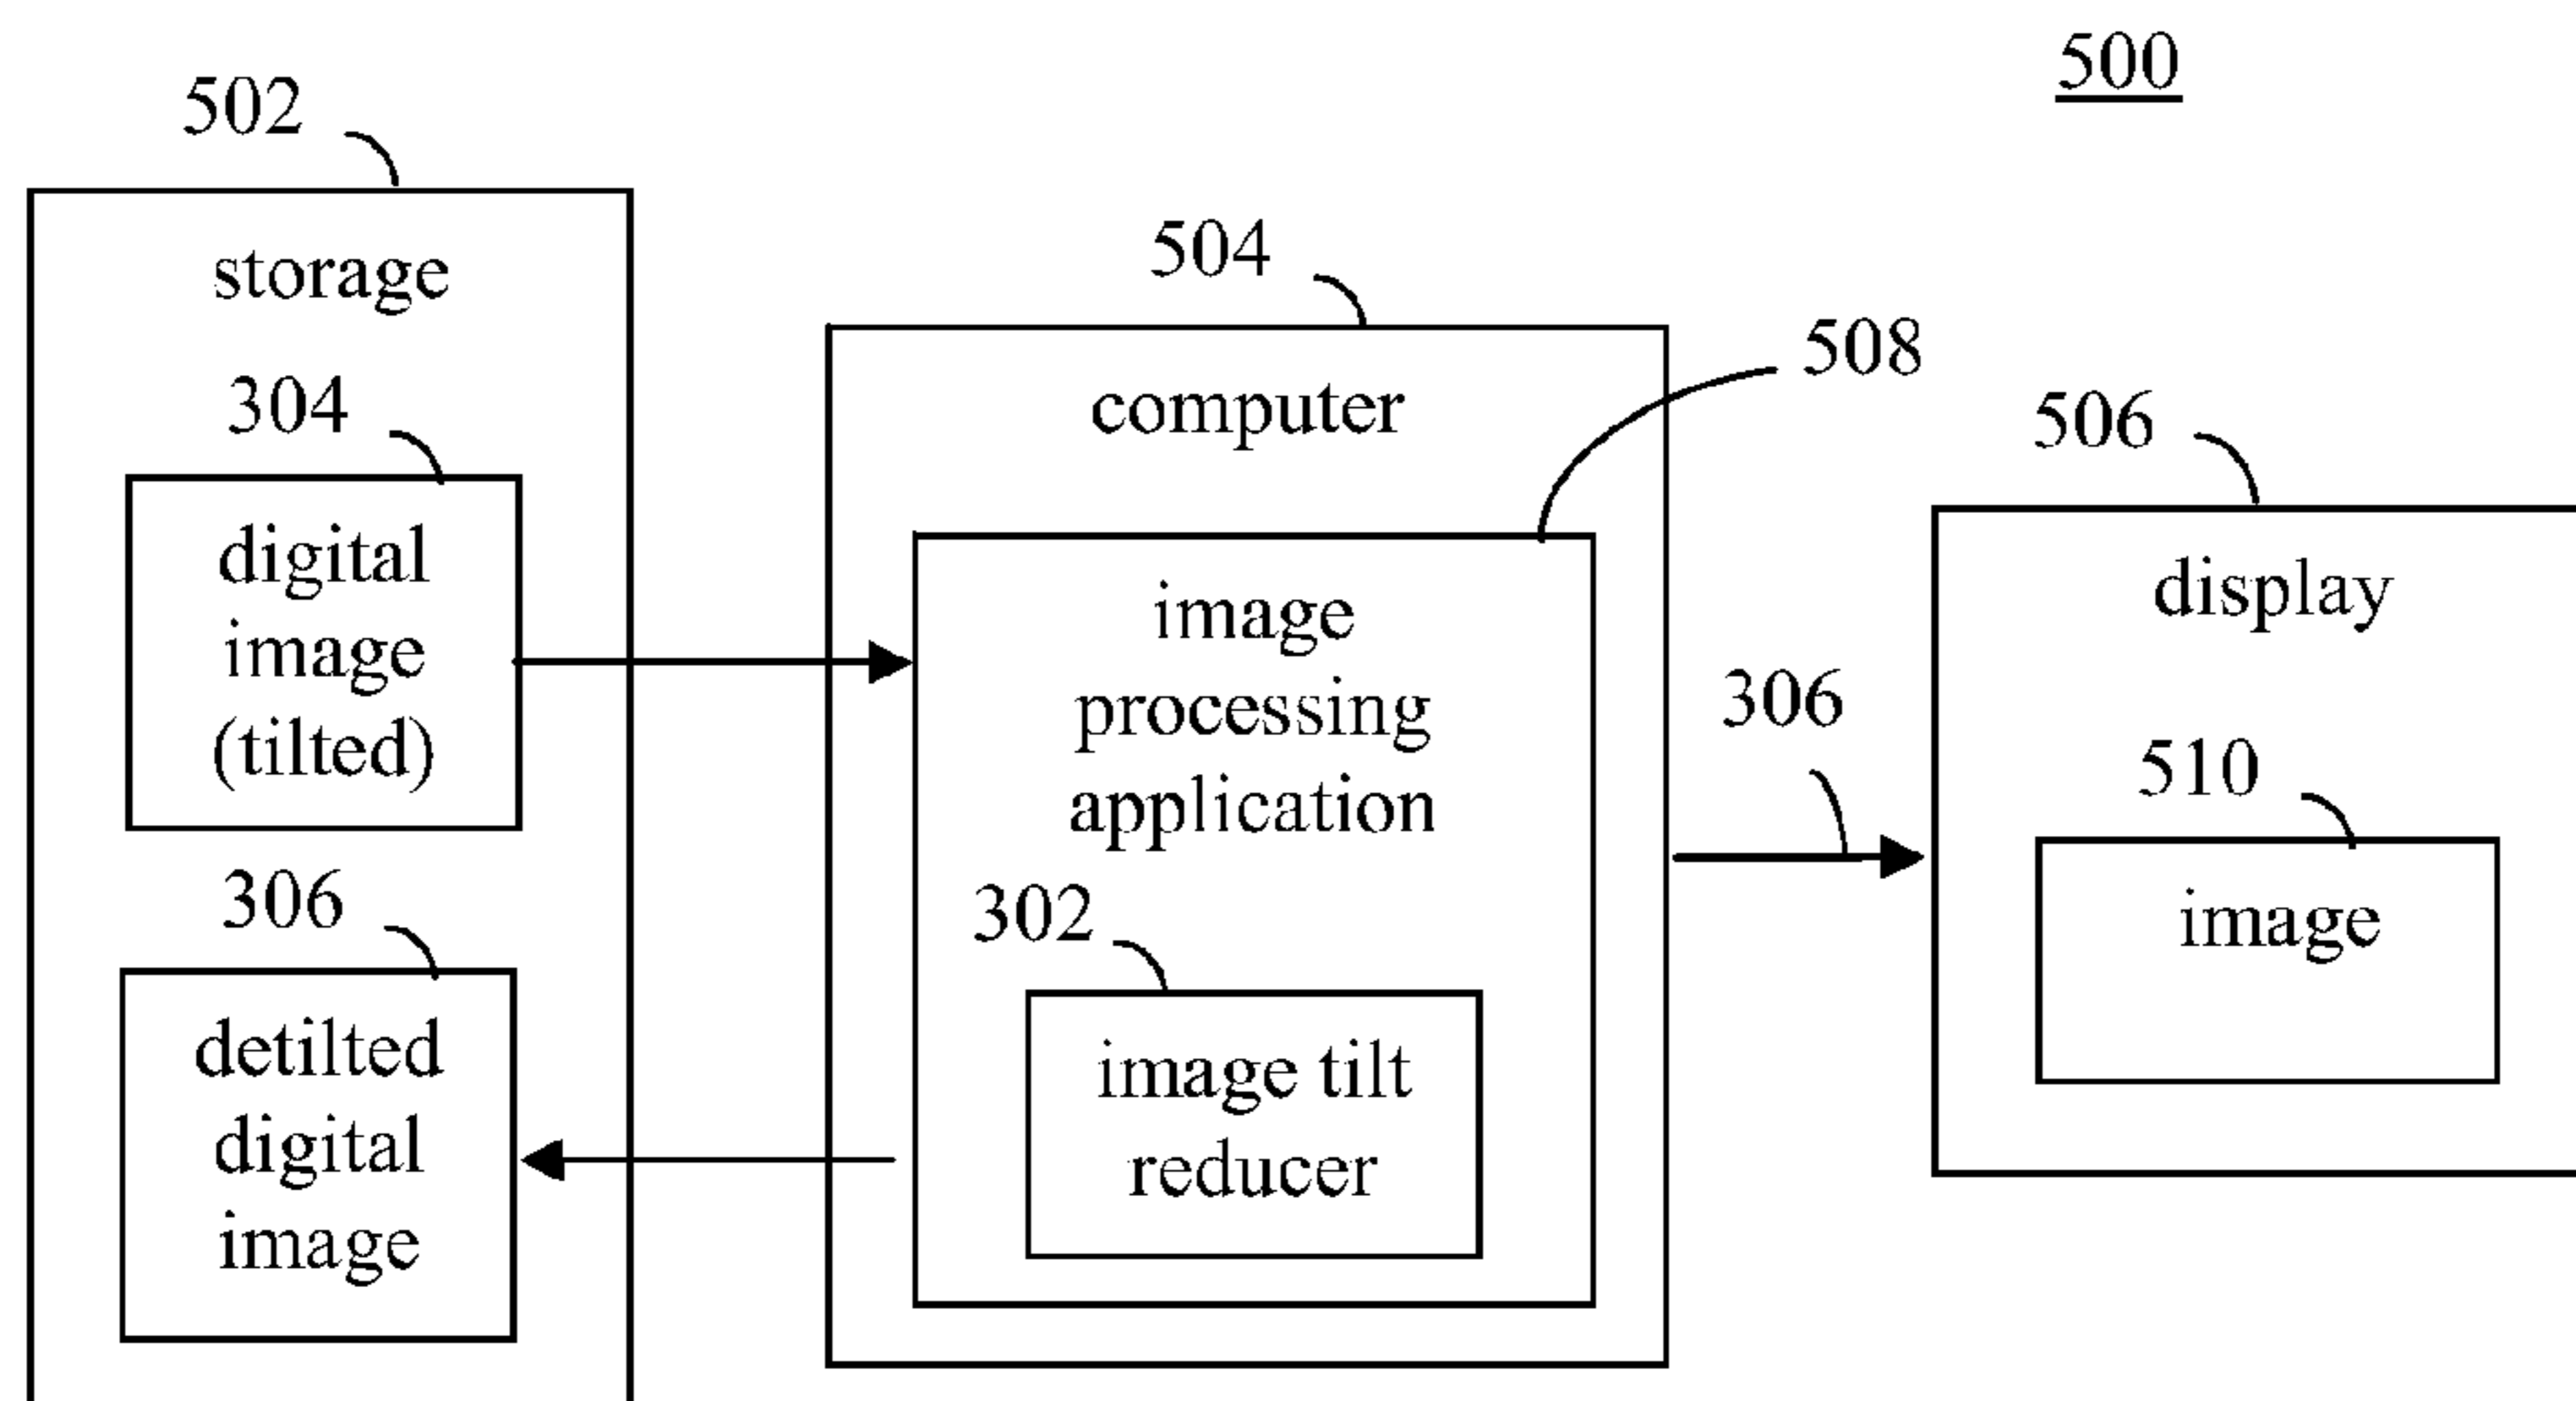 500
502
storage
304
digital
image
(tilted)
306
detilted
digital
image
504
computer
508
image
processing
application
302
image tilt
reducer
306
506
display
510
image